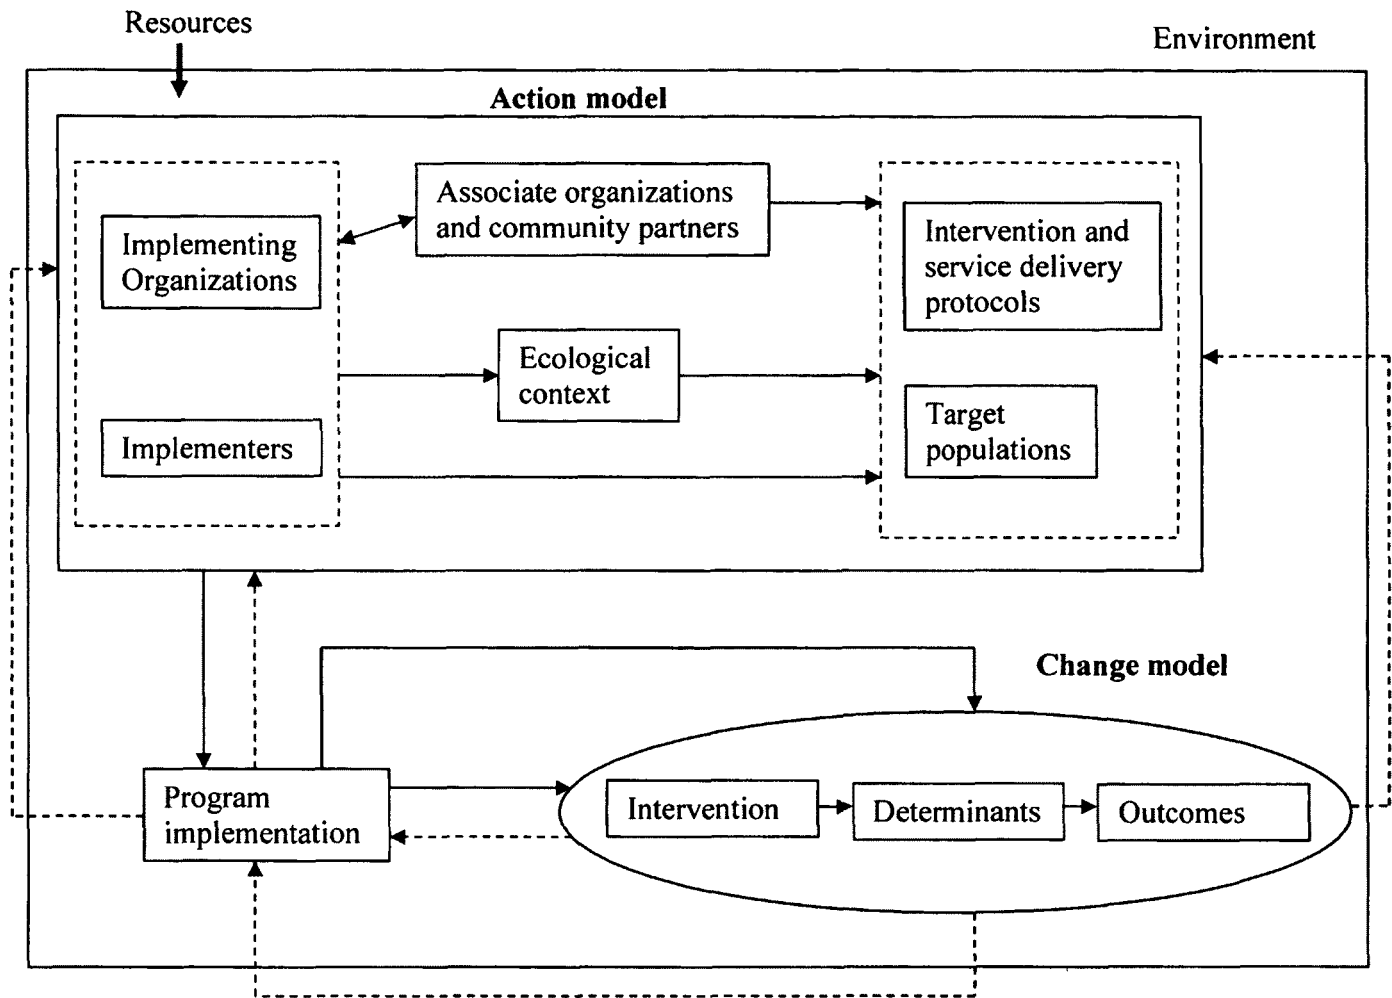 Resources
Environment
Action model
Associate organizations
and community partners
Implementing
Organizations
Intervention and
service delivery
protocols
Ecological
context
Implementers
Target
populations
Change model
Program
implementation
Intervention
Determinants
Outcomes